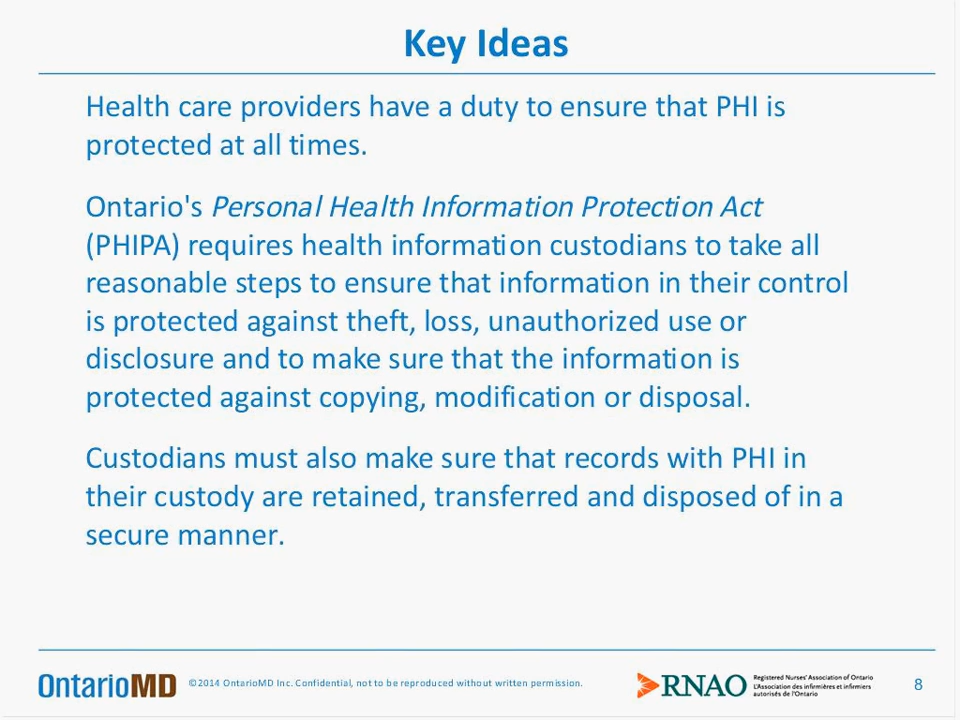 Key Ideas
Health care providers have a duty to ensure that PHI is
protected at all times.
Ontario's Personal Health Information Protection Act
(PHIPA) requires health information custodians to take all
reasonable steps to ensure that information in their control
is protected against theft, loss, unauthorized use or
disclosure and to make sure that the information is
protected against copying, modification or disposal.
Custodians must also make sure that records with PHI in
their custody are retained, transferred and disposed of in a
secure manner.
OntarioMD
©2014 OntarioMD Inc. Confidential, not to be reproduced without written permission.
RNAO
Registered Nurses' Association of Ontario
L'Association des infirmières et infirmiers
autorisés de l'Ontario
8